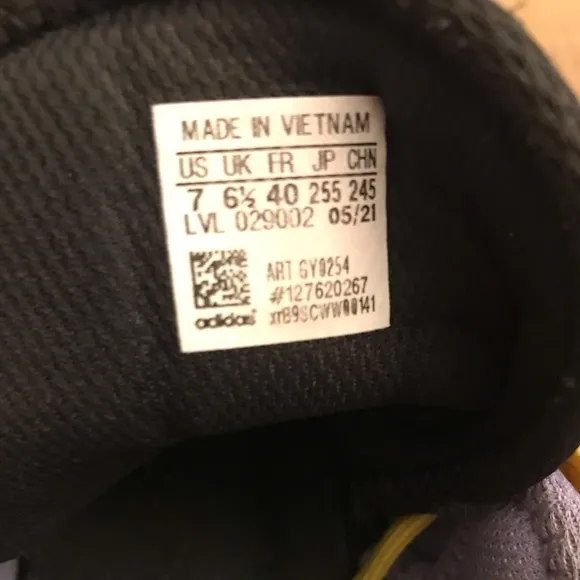 MADE IN VIETNAM
US UK FR JP CHN
7 6½ 40 255 245
LVL 029002 05/21
ART GY0254
#127620267
adidas